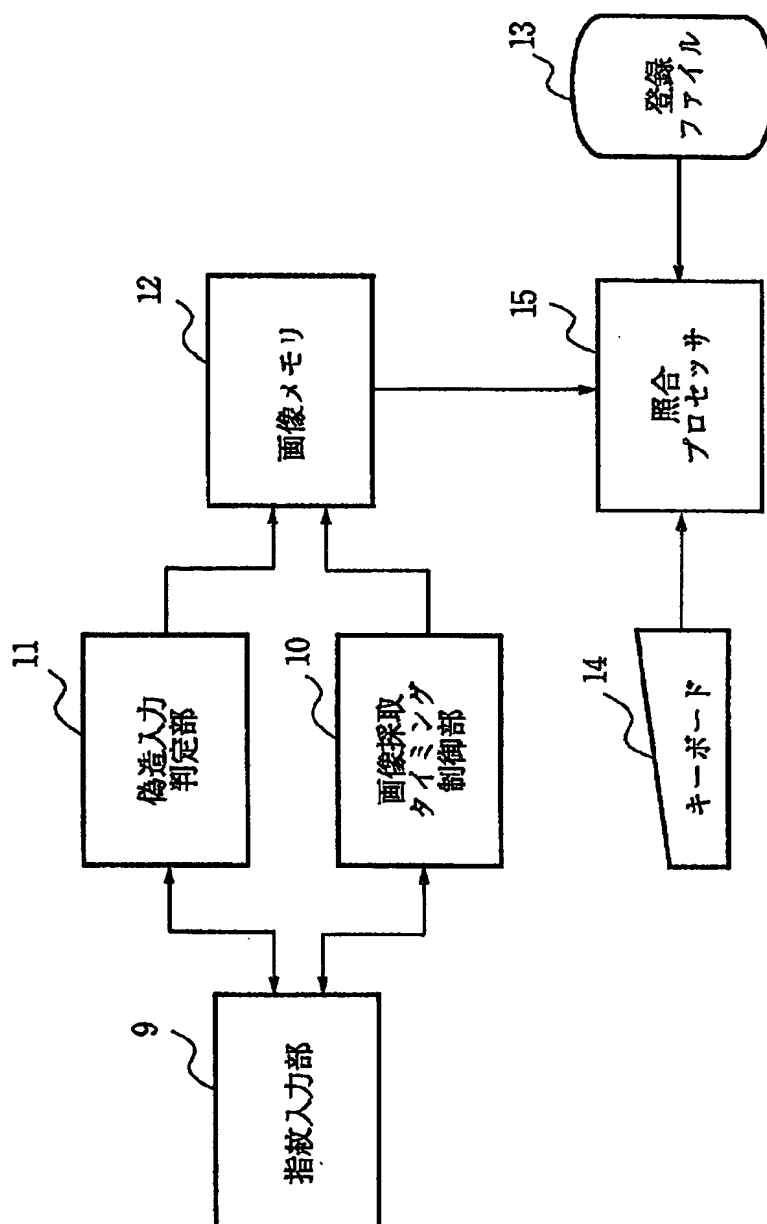 9
指紋入力部
11
偽造入力
判定部
10
画像採取
タイミング
制御部
12
画像メモリ
14
キーボード
15
照合
プロセッサ
13
登録
ファイル